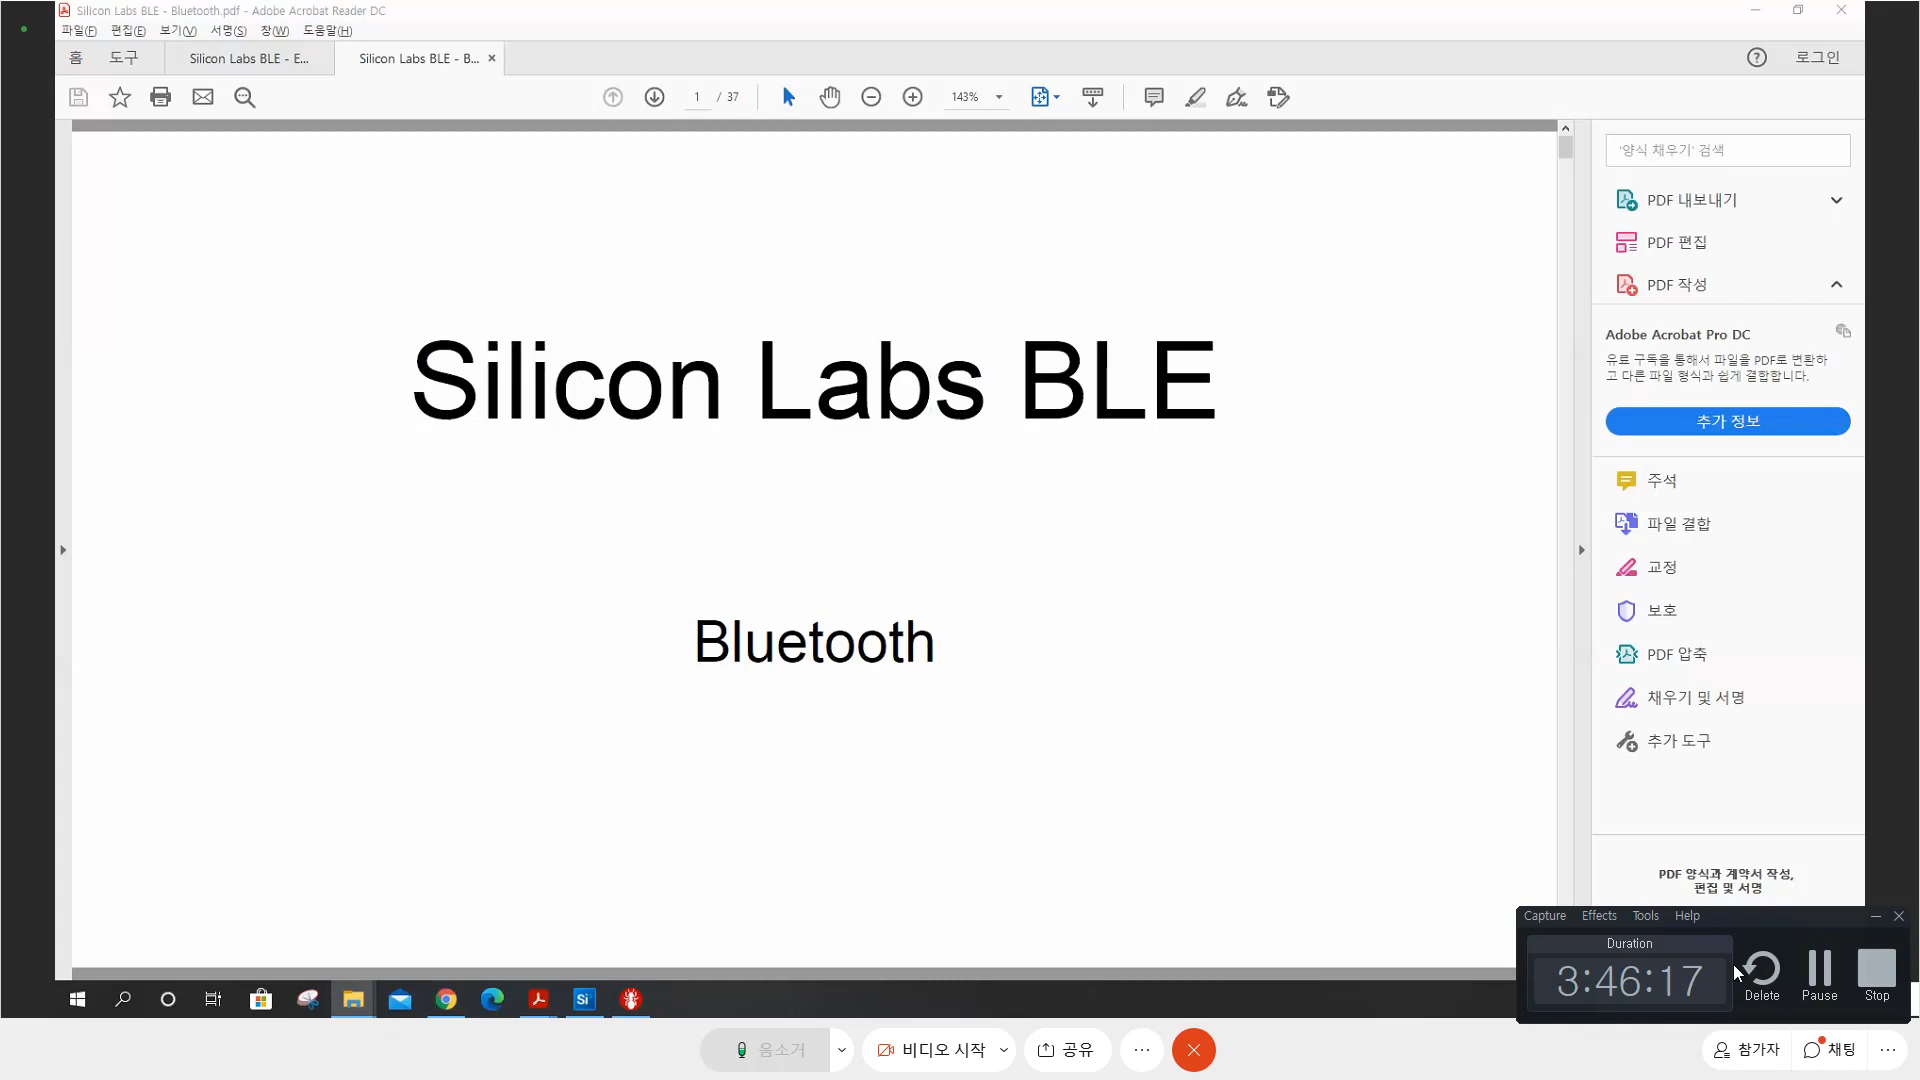 Silicon Labs BLE - Bluetooth.pdf - Adobe Acrobat Reader DC
파일(F) 편집(E) 보기(V) 서명(S) 창(W) 도움말(H)
홈 도구 Silicon Labs BLE - E... Silicon Labs BLE - B... × ? 로그인
1 / 37 143%
'양식 채우기' 검색
PDF 내보내기
PDF 편집
PDF 작성
Adobe Acrobat Pro DC
유료 구독을 통해서 파일을 PDF로 변환하
고 다른 파일 형식과 쉽게 결합합니다.
추가 정보
주석
파일 결합
교정
보호
PDF 압축
채우기 및 서명
추가 도구
PDF 양식과 계약서 작성,
편집 및 서명
Silicon Labs BLE
Bluetooth
Capture Effects Tools Help
Duration
3:46:17
Delete Pause Stop
Si
음소거 비디오 시작 공유 ... 참가자 채팅 ...